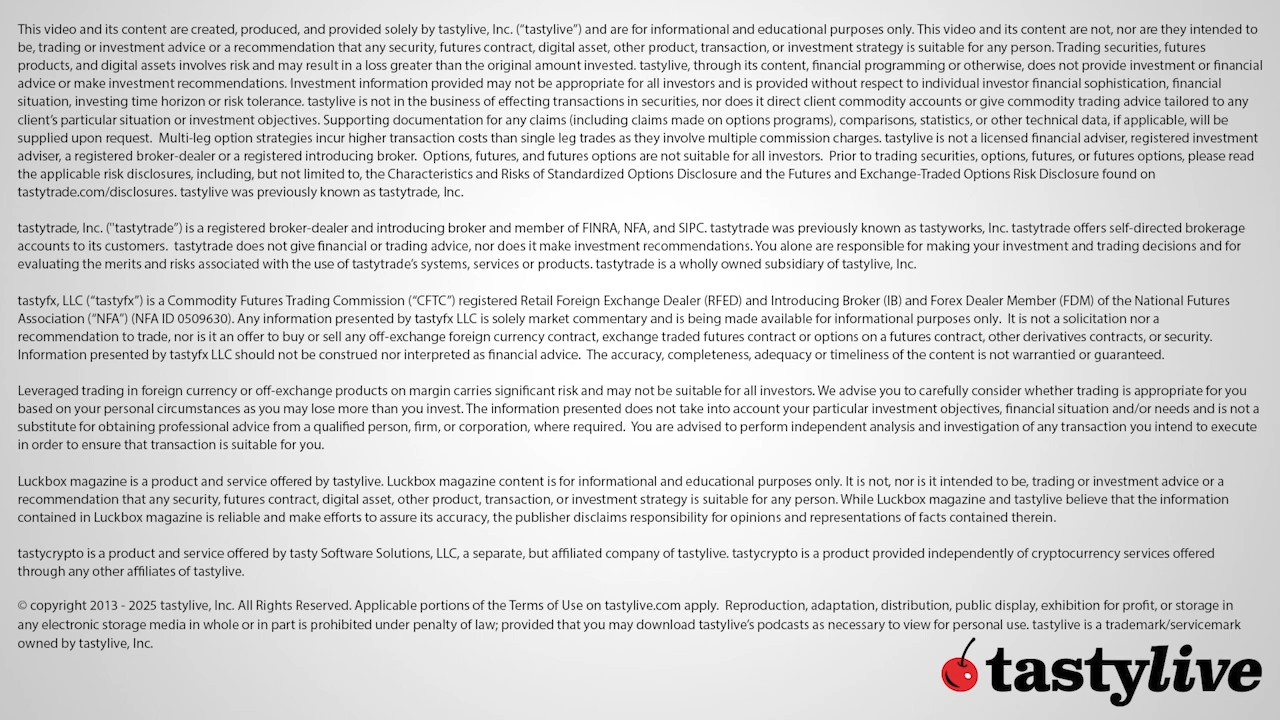 This video and its content are created, produced, and provided solely by tastylive, Inc. (“tastylive”) and are for informational and educational purposes only. This video and its content are not, nor are they intended to
be, trading or investment advice or a recommendation that any security, futures contract, digital asset, other product, transaction, or investment strategy is suitable for any person. Trading securities, futures
products, and digital assets involves risk and may result in a loss greater than the original amount invested. tastylive, through its content, financial programming or otherwise, does not provide investment or financial
advice or make investment recommendations. Investment information provided may not be appropriate for all investors and is provided without respect to individual investor financial sophistication, financial
situation, investing time horizon or risk tolerance. tastylive is not in the business of effecting transactions in securities, nor does it direct client commodity accounts or give commodity trading advice tailored to any
client’s particular situation or investment objectives. Supporting documentation for any claims (including claims made on options programs), comparisons, statistics, or other technical data, if applicable, will be
supplied upon request.  Multi-leg option strategies incur higher transaction costs than single leg trades as they involve multiple commission charges. tastylive is not a licensed financial adviser, registered investment
adviser, a registered broker-dealer or a registered introducing broker.  Options, futures, and futures options are not suitable for all investors.  Prior to trading securities, options, futures, or futures options, please read
the applicable risk disclosures, including, but not limited to, the Characteristics and Risks of Standardized Options Disclosure and the Futures and Exchange-Traded Options Risk Disclosure found on
tastytrade.com/disclosures. tastylive was previously known as tastytrade, Inc.
tastytrade, Inc. ("tastytrade”) is a registered broker-dealer and introducing broker and member of FINRA, NFA, and SIPC. tastytrade was previously known as tastyworks, Inc. tastytrade offers self-directed brokerage
accounts to its customers.  tastytrade does not give financial or trading advice, nor does it make investment recommendations. You alone are responsible for making your investment and trading decisions and for
evaluating the merits and risks associated with the use of tastytrade’s systems, services or products. tastytrade is a wholly owned subsidiary of tastylive, Inc.
tastyfx, LLC (“tastyfx”) is a Commodity Futures Trading Commission (“CFTC”) registered Retail Foreign Exchange Dealer (RFED) and Introducing Broker (IB) and Forex Dealer Member (FDM) of the National Futures
Association (“NFA”) (NFA ID 0509630). Any information presented by tastyfx LLC is solely market commentary and is being made available for informational purposes only.  It is not a solicitation nor a
recommendation to trade, nor is it an offer to buy or sell any off-exchange foreign currency contract, exchange traded futures contract or options on a futures contract, other derivatives contracts, or security.
Information presented by tastyfx LLC should not be construed nor interpreted as financial advice.  The accuracy, completeness, adequacy or timeliness of the content is not warrantied or guaranteed.
Leveraged trading in foreign currency or off-exchange products on margin carries significant risk and may not be suitable for all investors. We advise you to carefully consider whether trading is appropriate for you
based on your personal circumstances as you may lose more than you invest. The information presented does not take into account your particular investment objectives, financial situation and/or needs and is not a
substitute for obtaining professional advice from a qualified person, firm, or corporation, where required.  You are advised to perform independent analysis and investigation of any transaction you intend to execute
in order to ensure that transaction is suitable for you.
Luckbox magazine is a product and service offered by tastylive. Luckbox magazine content is for informational and educational purposes only. It is not, nor is it intended to be, trading or investment advice or a
recommendation that any security, futures contract, digital asset, other product, transaction, or investment strategy is suitable for any person. While Luckbox magazine and tastylive believe that the information
contained in Luckbox magazine is reliable and make efforts to assure its accuracy, the publisher disclaims responsibility for opinions and representations of facts contained therein.
tastycrypto is a product and service offered by tasty Software Solutions, LLC, a separate, but affiliated company of tastylive. tastycrypto is a product provided independently of cryptocurrency services offered
through any other affiliates of tastylive.
© copyright 2013 - 2025 tastylive, Inc. All Rights Reserved. Applicable portions of the Terms of Use on tastylive.com apply.  Reproduction, adaptation, distribution, public display, exhibition for profit, or storage in
any electronic storage media in whole or in part is prohibited under penalty of law; provided that you may download tastylive’s podcasts as necessary to view for personal use. tastylive is a trademark/servicemark
owned by tastylive, Inc.
tastylive